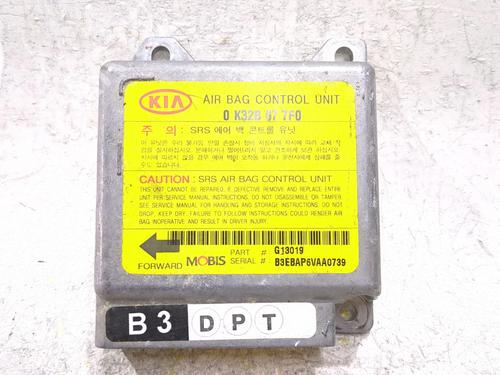 KIA AIR BAG CONTROL UNIT
0 K32B 67 7F0
주 의 : SRS 에어 백 콘트롤 유닛
CAUTION : SRS AIR BAG CONTROL UNIT
THIS UNIT CANNOT BE REPAIRED, IF DEFECTIVE REMOVE AND REPLACE ENTIRE
UNIT PER SERVICE MANUAL INSTRUCTIONS. DO NOT DISASSEMBLE OR TAMPER.
SEE SERVICE MANUAL FOR HANDLING AND STORAGE INSTRUCTIONS. DO NOT
DROP, KEEP DRY. FAILURE TO FOLLOW INSTRUCTIONS COULD RENDER AIR
BAG INOPERATIVE AND RESULT IN DRIVER INJURY.
FORWARD
MOBIS
PART # : G13019
SERIAL # : B3EBAP6VAA0739
B 3 D P T